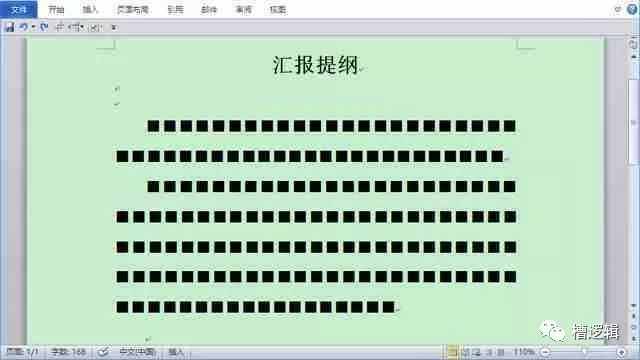 文件 开始 插入 页面布局 引用 邮件 审阅 视图
汇报提纲
■■■■■■■■■■■■■■■■■■■■■■■
■■■■■■■■■■■■■■■■■■■■■■■■
■■■■■■■■■■■■■■■■■■■■■■■
■■■■■■■■■■■■■■■■■■■■■■■■■
■■■■■■■■■■■■■■■■■■■■■■■■■
■■■■■■■■■■■■■■■■■■■■■■■■■
■■■■■■■■■■■■■■■■■■
槽逻辑
页面: 1/1 字数: 168 中文(中国) 插入 110%